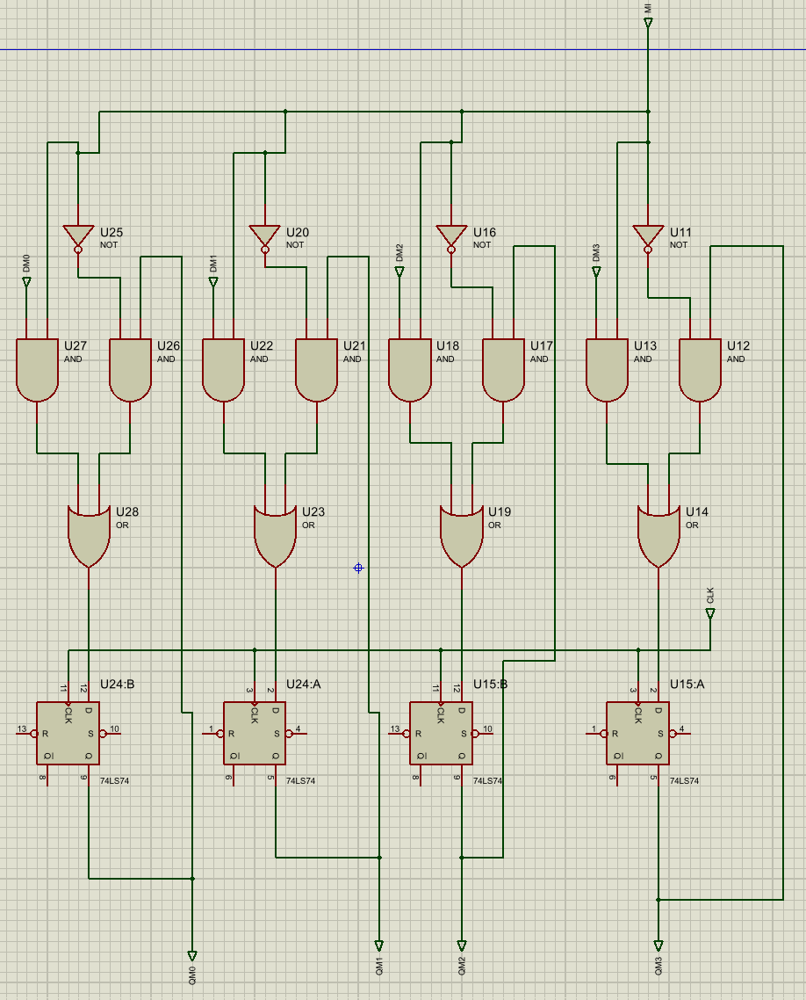 MI
U25
NOT
U20
NOT
U16
NOT
U11
NOT
DM0
DM1
DM2
DM3
U27
AND
U26
AND
U22
AND
U21
AND
U18
AND
U17
AND
U13
AND
U12
AND
U28
OR
U23
OR
U19
OR
U14
OR
CLK
U24:B
11
12
CLK
D
13
R
S
10
Q
Q
8
9
74LS74
U24:A
3
2
CLK
D
1
R
S
4
Q
Q
6
5
74LS74
U15:B
11
12
CLK
D
13
R
S
10
Q
Q
8
9
74LS74
U15:A
3
2
CLK
D
1
R
S
4
Q
Q
6
5
74LS74
QM0
QM1
QM2
QM3